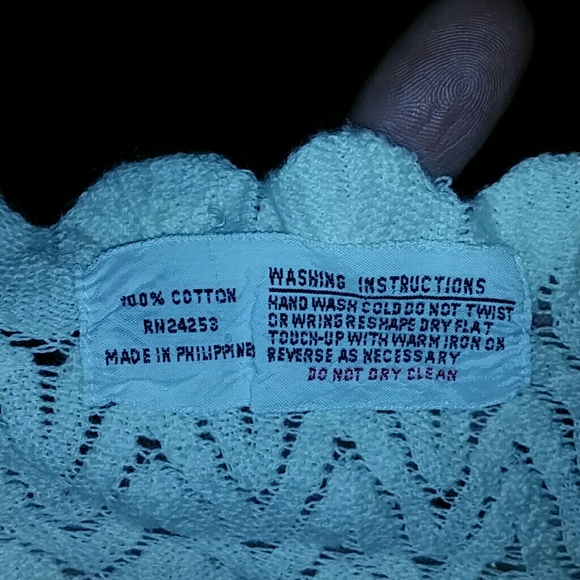 100% COTTON
RN24253
MADE IN PHILIPPINES
WASHING INSTRUCTIONS
HAND WASH COLD DO NOT TWIST
OR WRING RESHAPE DRY FLAT
TOUCH-UP WITH WARM IRON ON
REVERSE AS NECESSARY
DO NOT DRY CLEAN